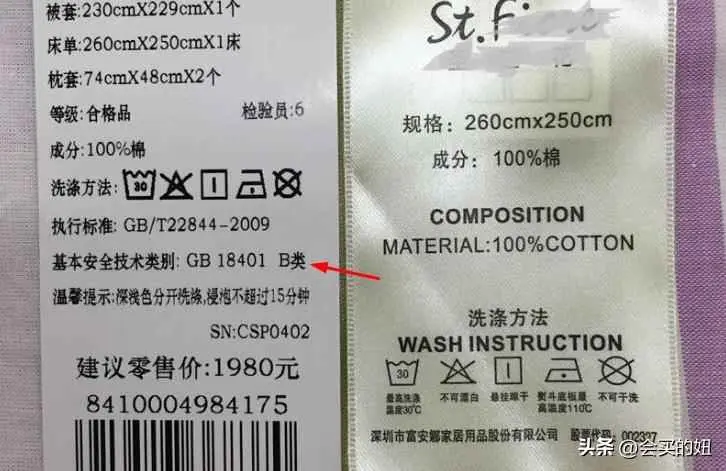 被套:230cmX229cmX1个
床单:260cmX250cmX1床
枕套:74cmX48cmX2个
等级:合格品 检验员:6
成分:100%棉
洗涤方法: 30
执行标准: GB/T22844-2009
基本安全技术类别: GB 18401 B类
温馨提示:深浅色分开洗涤,浸泡不超过15分钟
SN:CSP0402
建议零售价:1980元
8410004984175
St.Fi
规格: 260cmx250cm
成分: 100%棉
COMPOSITION
MATERIAL:100%COTTON
洗涤方法
WASH INSTRUCTION
30
最高洗涤温度30℃ 不可漂白 悬挂晾干 熨斗底板最高温度110℃ 不可干洗
深圳市富安娜家居用品股份有限公司 股票代码: 002327
头条 @会买的妞